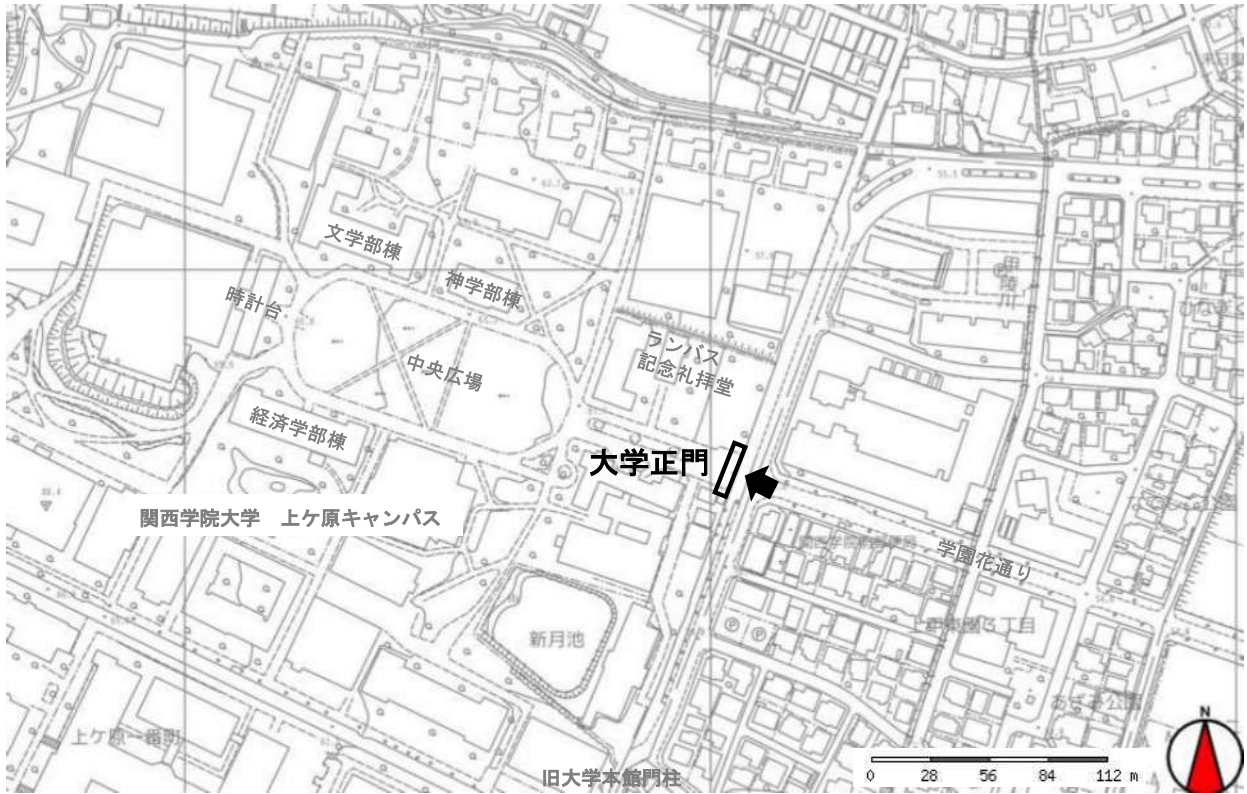 文学部棟
神学部棟
時計台
中央広場
ランバス
記念礼拝堂
経済学部棟
大学正門
関西学院大学　上ケ原キャンパス
学園花通り
新月池
上ケ原一番町
旧大学本館門柱
N
0 28 56 84 112 m